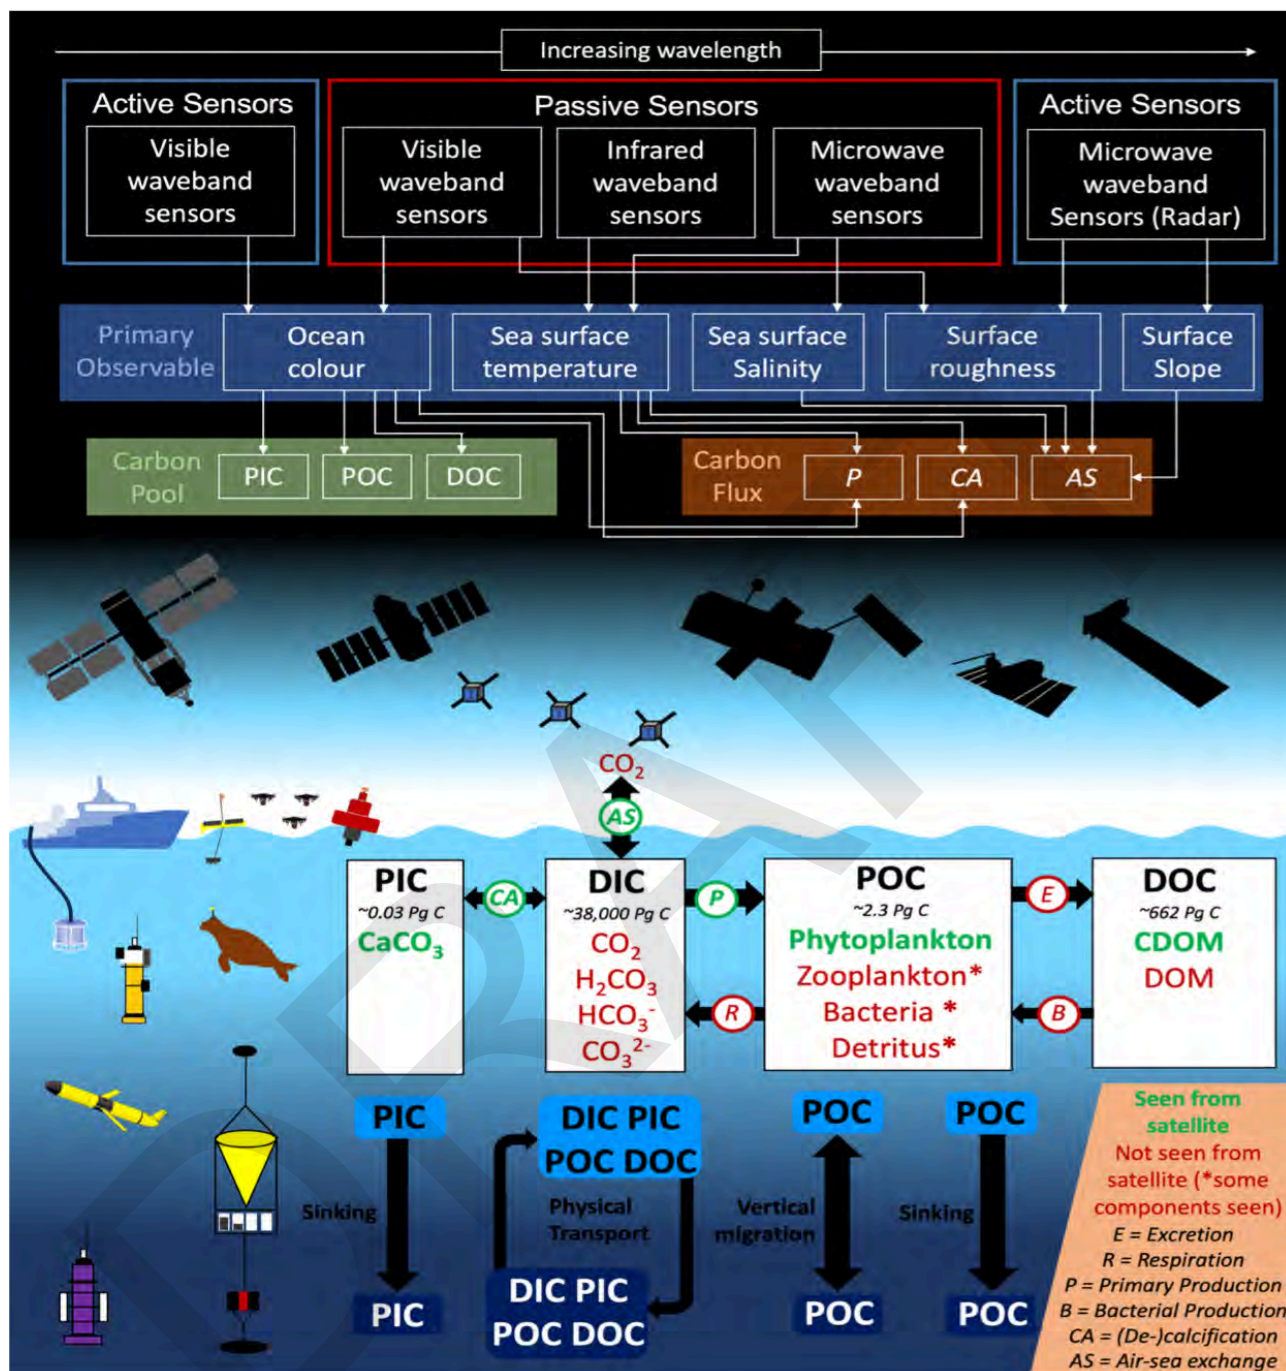 Increasing wavelength
Active Sensors
Visible
waveband
sensors
Passive Sensors
Visible
waveband
sensors
Infrared
waveband
sensors
Microwave
waveband
sensors
Active Sensors
Microwave
waveband
Sensors (Radar)
Primary
Observable
Ocean
colour
Sea surface
temperature
Sea surface
Salinity
Surface
roughness
Surface
Slope
Carbon
Pool
PIC
POC
DOC
Carbon
Flux
P
CA
AS
CO₂
AS
PIC
~0.03 Pg C
CaCO₃
CA
DIC
~38,000 Pg C
CO₂
H₂CO₃
HCO₃⁻
CO₃²⁻
P
R
POC
~2.3 Pg C
Phytoplankton
Zooplankton*
Bacteria *
Detritus*
E
B
DOC
~662 Pg C
CDOM
DOM
PIC
Sinking
PIC
DIC PIC
POC DOC
Physical
Transport
DIC PIC
POC DOC
POC
Vertical
migration
POC
POC
Sinking
POC
Seen from
satellite
Not seen from
satellite (*some
components seen)
E = Excretion
R = Respiration
P = Primary Production
B = Bacterial Production
CA = (De-)calcification
AS = Air-sea exchange
DRAFT